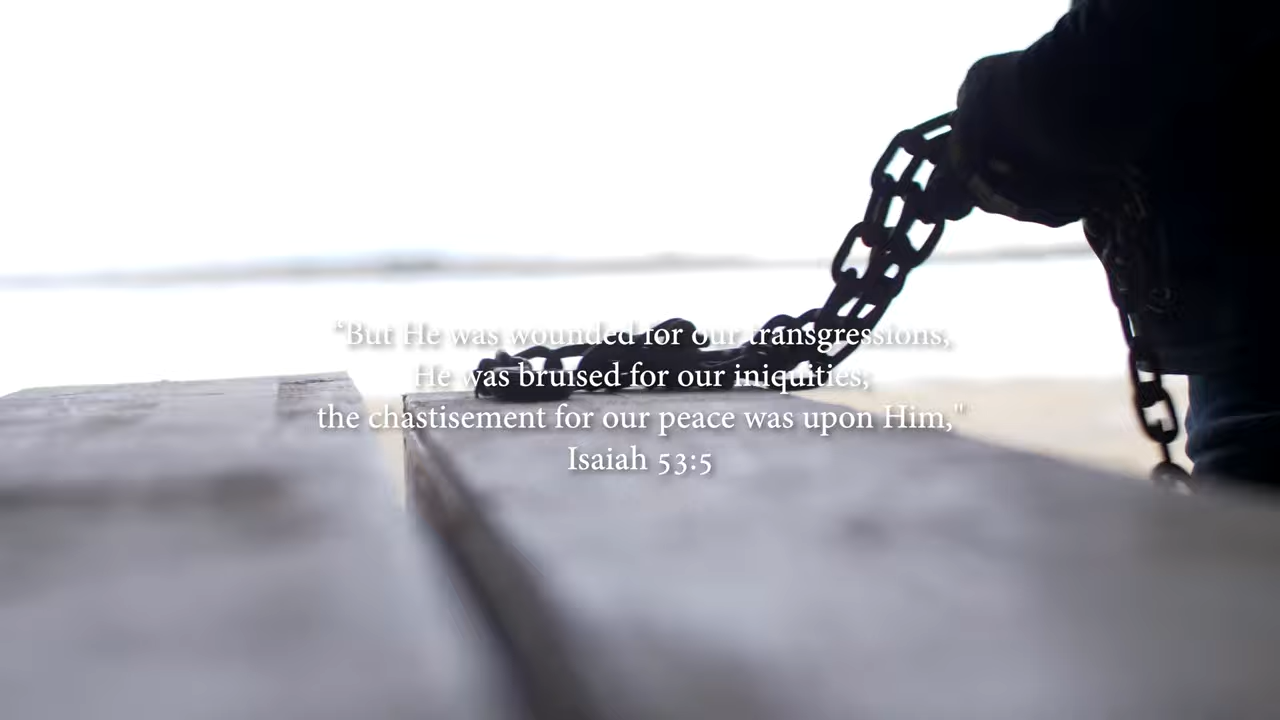 “But He was wounded for our transgressions,
He was bruised for our iniquities;
the chastisement for our peace was upon Him,"
Isaiah 53:5